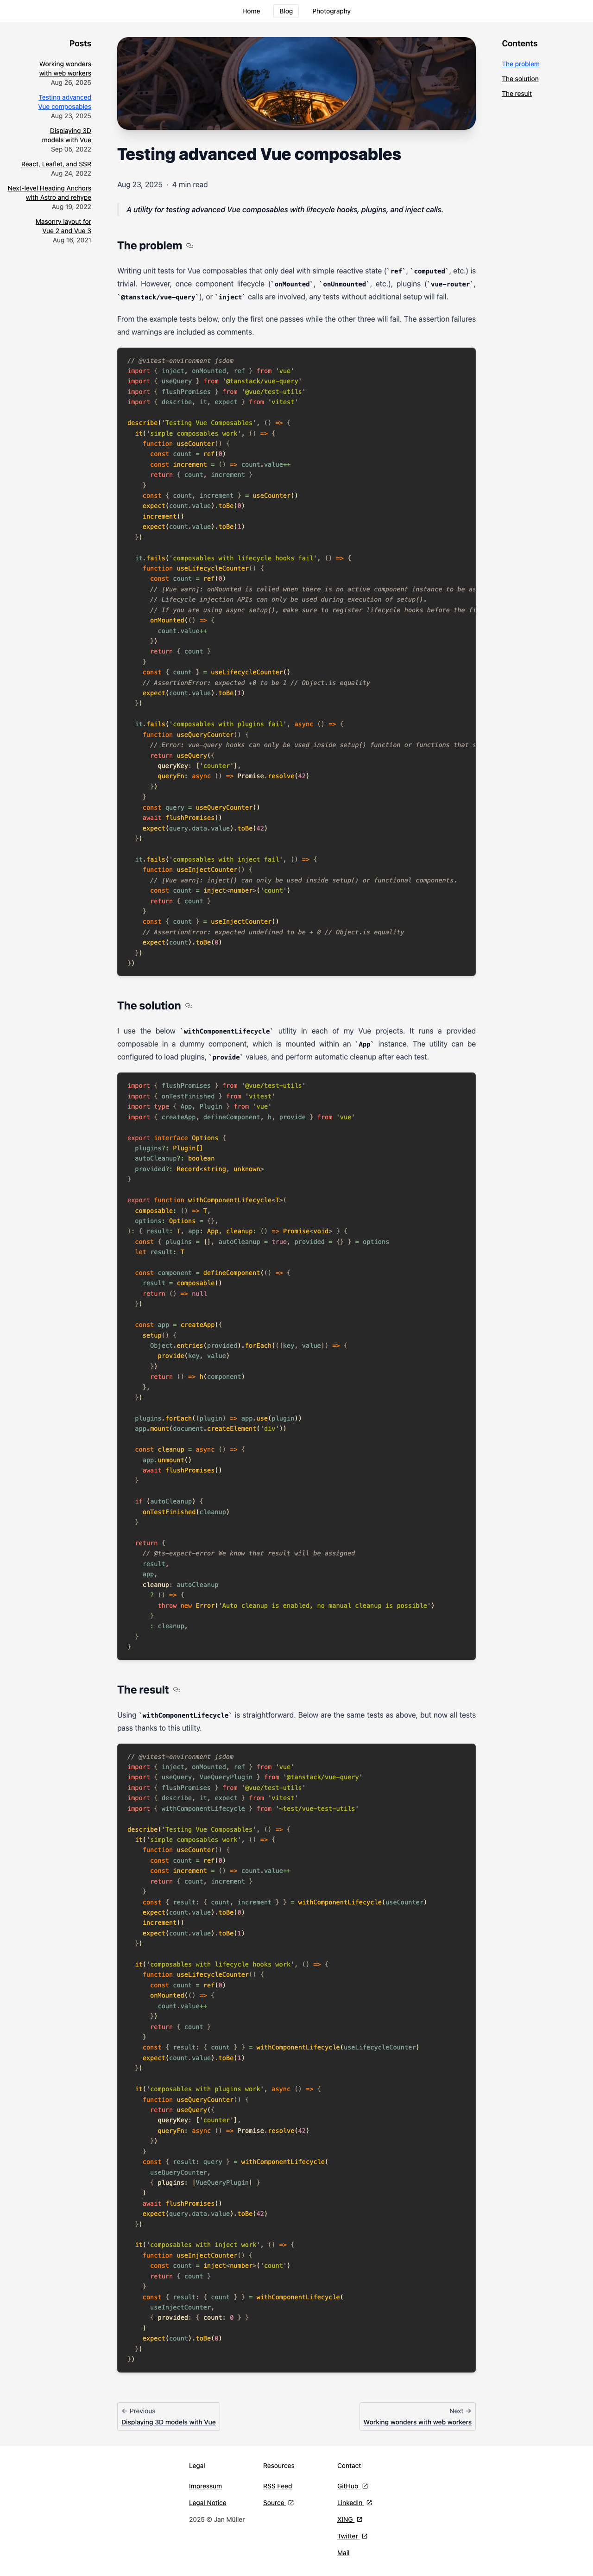 Home Blog Photography
Posts
Working wonders
with web workers
Aug 26, 2025
Testing advanced
Vue composables
Aug 23, 2025
Displaying 3D
models with Vue
Sep 05, 2022
React, Leaflet, and SSR
Aug 24, 2022
Next-level Heading Anchors
with Astro and rehype
Aug 19, 2022
Masonry layout for
Vue 2 and Vue 3
Aug 16, 2021
Contents
The problem
The solution
The result
Testing advanced Vue composables
Aug 23, 2025 · 4 min read
A utility for testing advanced Vue composables with lifecycle hooks, plugins, and inject calls.
The problem
Writing unit tests for Vue composables that only deal with simple reactive state (`ref`, `computed`, etc.) is
trivial. However, once component lifecycle (`onMounted`, `onUnmounted`, etc.), plugins (`vue-router`,
`@tanstack/vue-query`), or `inject` calls are involved, any tests without additional setup will fail.
From the example tests below, only the first one passes while the other three will fail. The assertion failures
and warnings are included as comments.
// @vitest-environment jsdom
import { inject, onMounted, ref } from 'vue'
import { useQuery } from '@tanstack/vue-query'
import { flushPromises } from '@vue/test-utils'
import { describe, it, expect } from 'vitest'
describe('Testing Vue Composables', () => {
it('simple composables work', () => {
function useCounter() {
const count = ref(0)
const increment = () => count.value++
return { count, increment }
}
const { count, increment } = useCounter()
expect(count.value).toBe(0)
increment()
expect(count.value).toBe(1)
})
it.fails('composables with lifecycle hooks fail', () => {
function useLifecycleCounter() {
const count = ref(0)
// [Vue warn]: onMounted is called when there is no active component instance to be as
// Lifecycle injection APIs can only be used during execution of setup().
// If you are using async setup(), make sure to register lifecycle hooks before the fi
onMounted(() => {
count.value++
})
return { count }
}
const { count } = useLifecycleCounter()
// AssertionError: expected +0 to be 1 // Object.is equality
expect(count.value).toBe(1)
})
it.fails('composables with plugins fail', async () => {
function useQueryCounter() {
// Error: vue-query hooks can only be used inside setup() function or functions that s
return useQuery({
queryKey: ['counter'],
queryFn: async () => Promise.resolve(42)
})
}
const query = useQueryCounter()
await flushPromises()
expect(query.data.value).toBe(42)
})
it.fails('composables with inject fail', () => {
function useInjectCounter() {
// [Vue warn]: inject() can only be used inside setup() or functional components.
const count = inject<number>('count')
return { count }
}
const { count } = useInjectCounter()
// AssertionError: expected undefined to be + 0 // Object.is equality
expect(count).toBe(0)
})
})
The solution
I use the below `withComponentLifecycle` utility in each of my Vue projects. It runs a provided
composable in a dummy component, which is mounted within an `App` instance. The utility can be
configured to load plugins, `provide` values, and perform automatic cleanup after each test.
import { flushPromises } from '@vue/test-utils'
import { onTestFinished } from 'vitest'
import type { App, Plugin } from 'vue'
import { createApp, defineComponent, h, provide } from 'vue'
export interface Options {
plugins?: Plugin[]
autoCleanup?: boolean
provided?: Record<string, unknown>
}
export function withComponentLifecycle<T>(
composable: () => T,
options: Options = {},
): { result: T, app: App, cleanup: () => Promise<void> } {
const { plugins = [], autoCleanup = true, provided = {} } = options
let result: T
const component = defineComponent(() => {
result = composable()
return () => null
})
const app = createApp({
setup() {
Object.entries(provided).forEach(([key, value]) => {
provide(key, value)
})
return () => h(component)
},
})
plugins.forEach((plugin) => app.use(plugin))
app.mount(document.createElement('div'))
const cleanup = async () => {
app.unmount()
await flushPromises()
}
if (autoCleanup) {
onTestFinished(cleanup)
}
return {
// @ts-expect-error We know that result will be assigned
result,
app,
cleanup: autoCleanup
? () => {
throw new Error('Auto cleanup is enabled, no manual cleanup is possible')
}
: cleanup,
}
}
The result
Using `withComponentLifecycle` is straightforward. Below are the same tests as above, but now all tests
pass thanks to this utility.
// @vitest-environment jsdom
import { inject, onMounted, ref } from 'vue'
import { useQuery, VueQueryPlugin } from '@tanstack/vue-query'
import { flushPromises } from '@vue/test-utils'
import { describe, it, expect } from 'vitest'
import { withComponentLifecycle } from '~test/vue-test-utils'
describe('Testing Vue Composables', () => {
it('simple composables work', () => {
function useCounter() {
const count = ref(0)
const increment = () => count.value++
return { count, increment }
}
const { result: { count, increment } } = withComponentLifecycle(useCounter)
expect(count.value).toBe(0)
increment()
expect(count.value).toBe(1)
})
it('composables with lifecycle hooks work', () => {
function useLifecycleCounter() {
const count = ref(0)
onMounted(() => {
count.value++
})
return { count }
}
const { result: { count } } = withComponentLifecycle(useLifecycleCounter)
expect(count.value).toBe(1)
})
it('composables with plugins work', async () => {
function useQueryCounter() {
return useQuery({
queryKey: ['counter'],
queryFn: async () => Promise.resolve(42)
})
}
const { result: query } = withComponentLifecycle(
useQueryCounter,
{ plugins: [VueQueryPlugin] }
)
await flushPromises()
expect(query.data.value).toBe(42)
})
it('composables with inject work', () => {
function useInjectCounter() {
const count = inject<number>('count')
return { count }
}
const { result: { count } } = withComponentLifecycle(
useInjectCounter,
{ provided: { count: 0 } }
)
expect(count).toBe(0)
})
})
← Previous
Displaying 3D models with Vue
Next →
Working wonders with web workers
Legal
Impressum
Legal Notice
2025 © Jan Müller
Resources
RSS Feed
Source
Contact
GitHub
LinkedIn
XING
Twitter
Mail